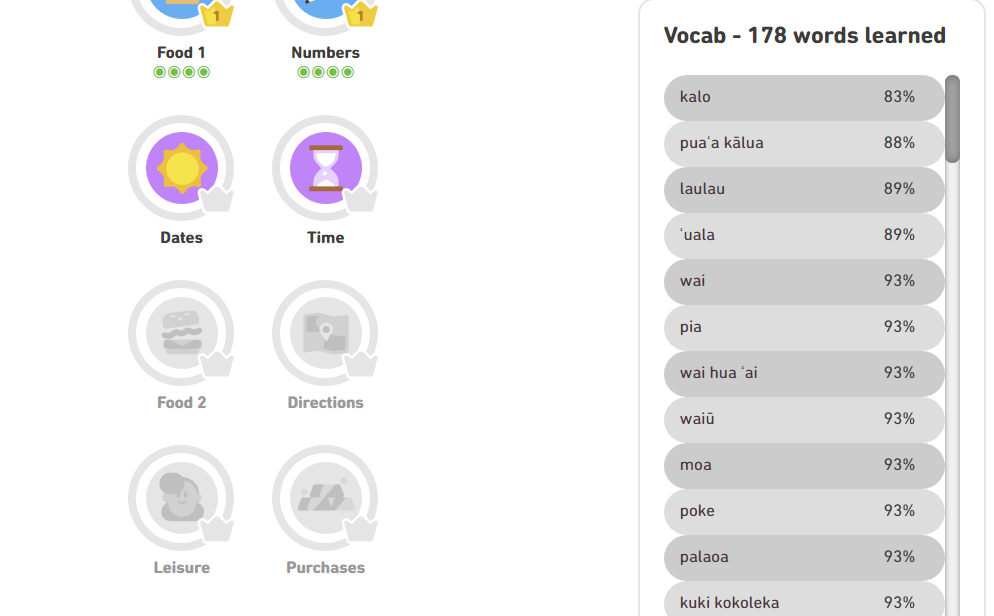 1
1
Food 1
Numbers
Dates
Time
Food 2
Directions
Leisure
Purchases
Vocab - 178 words learned
kalo 83%
puaʻa kālua 88%
laulau 89%
ʻuala 89%
wai 93%
pia 93%
wai hua ʻai 93%
waiū 93%
moa 93%
poke 93%
palaoa 93%
kuki kokoleka 93%